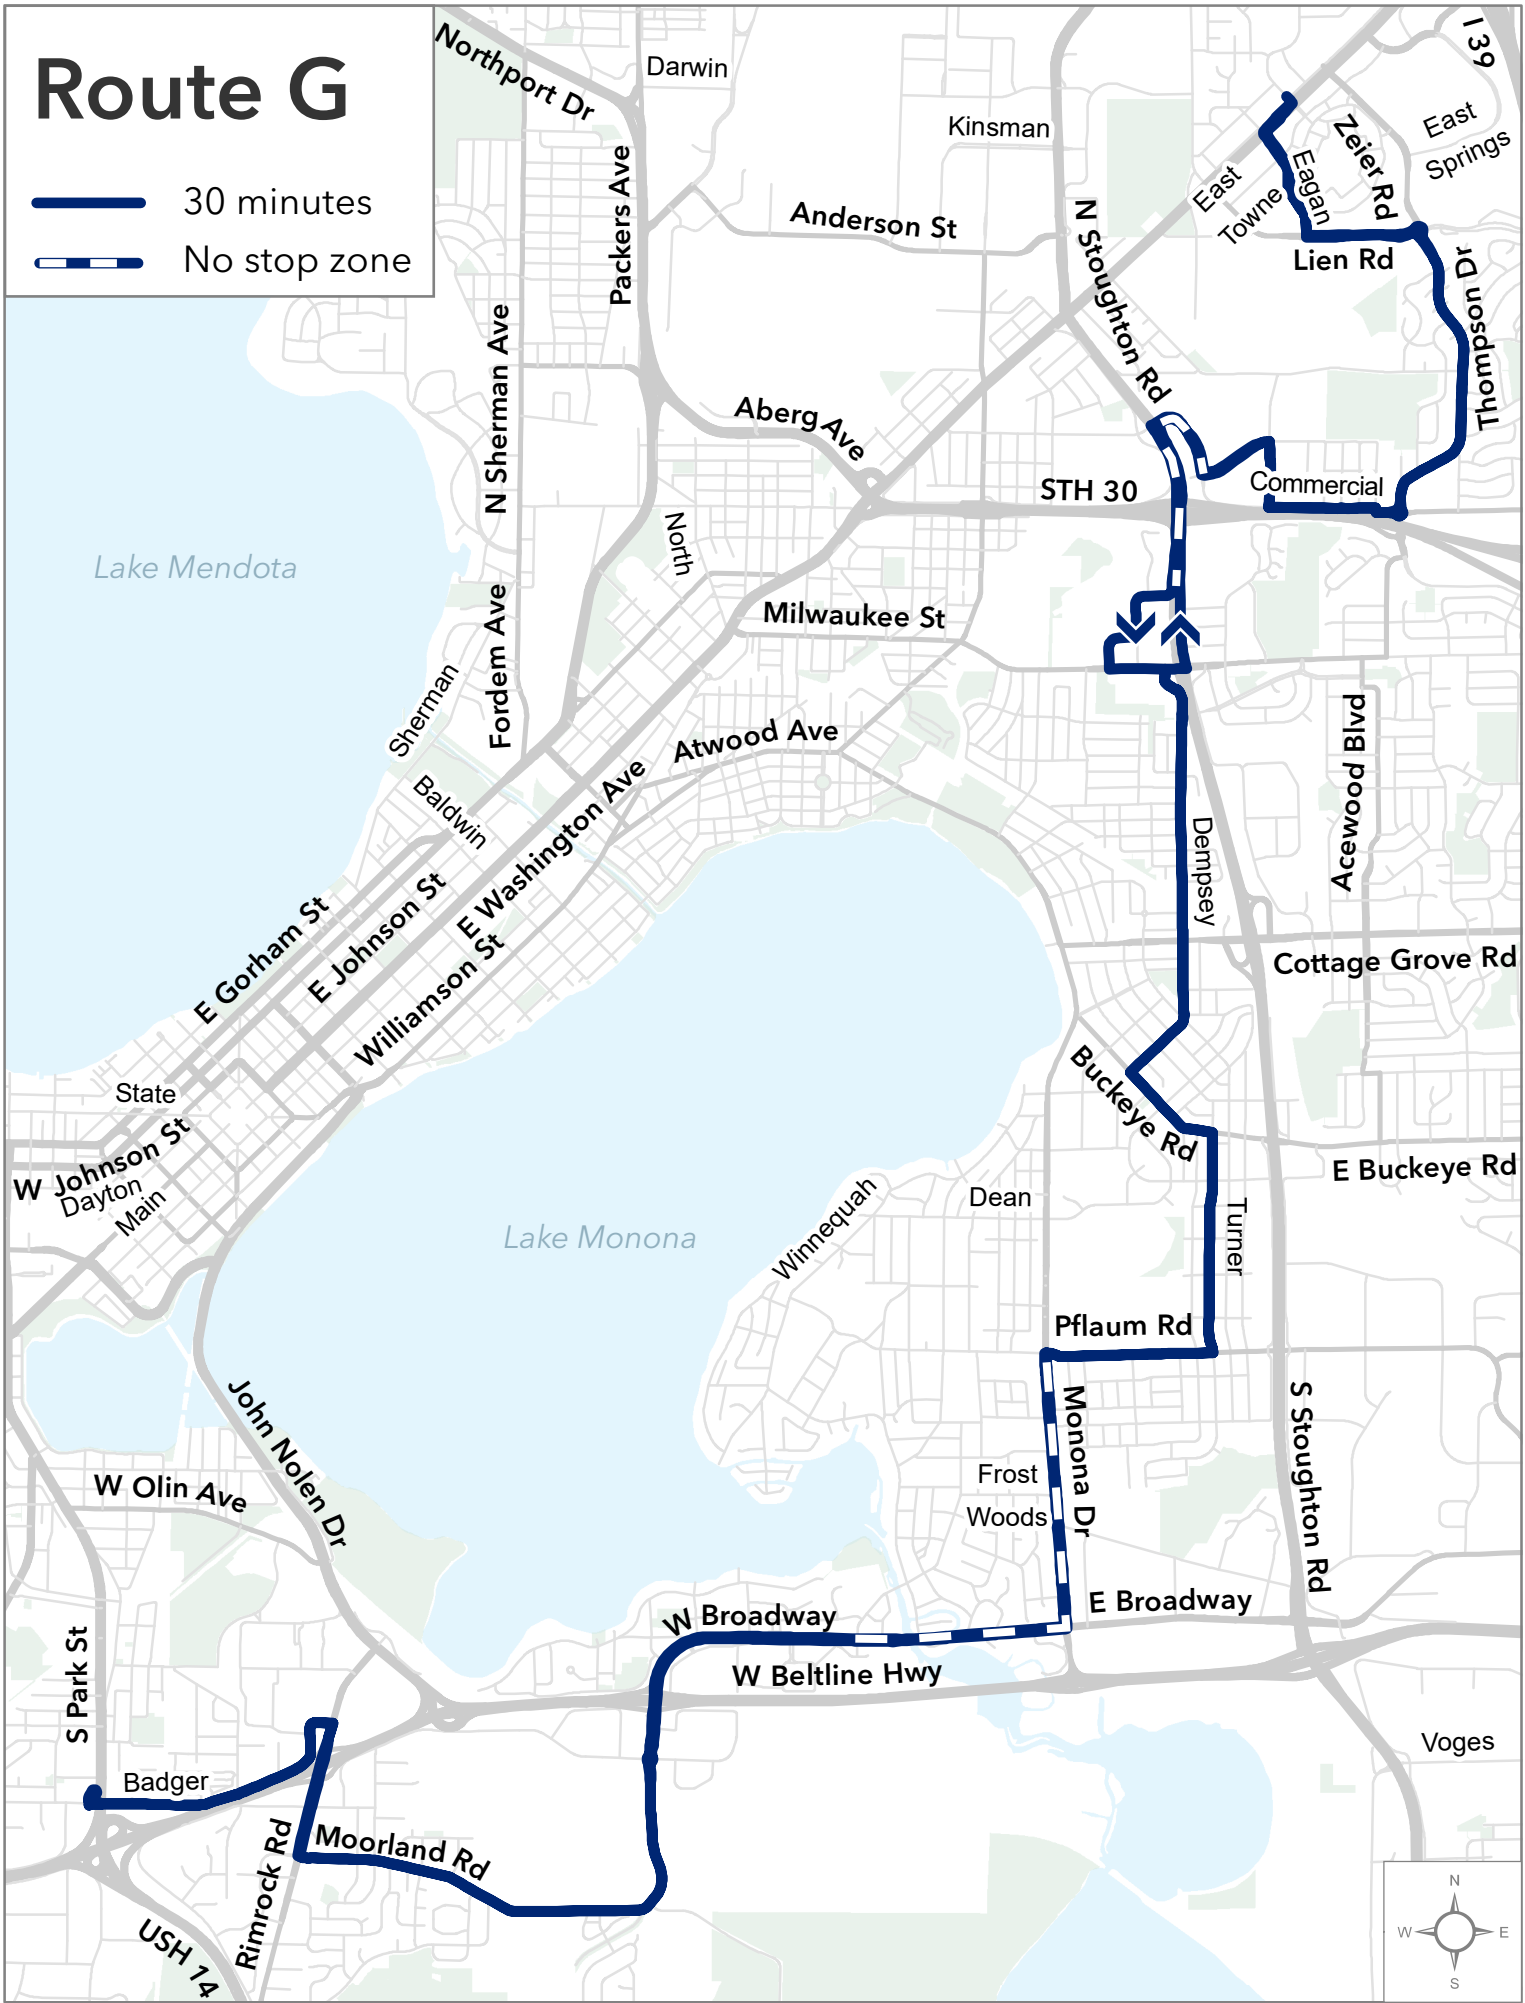 Route G
30 minutes
No stop zone
Northport Dr
Darwin
Packers Ave
Kinsman
I 39
East
Springs
Zeier Rd
Eagan
East
Towne
Anderson St
N Stoughton Rd
Lien Rd
Thompson Dr
N Sherman Ave
Aberg Ave
STH 30
Commercial
Lake Mendota
North
Fordem Ave
Milwaukee St
Sherman
Atwood Ave
Acewood Blvd
Baldwin
E Washington Ave
Dempsey
E Gorham St
E Johnson St
Williamson St
Cottage Grove Rd
State
Buckeye Rd
W Johnson St
Dayton
Main
E Buckeye Rd
Dean
Winnequah
Turner
Lake Monona
Pflaum Rd
John Nolen Dr
Monona Dr
S Stoughton Rd
W Olin Ave
Frost
Woods
E Broadway
W Broadway
S Park St
W Beltline Hwy
Voges
Badger
Rimrock Rd
Moorland Rd
USH 14
N
W
E
S